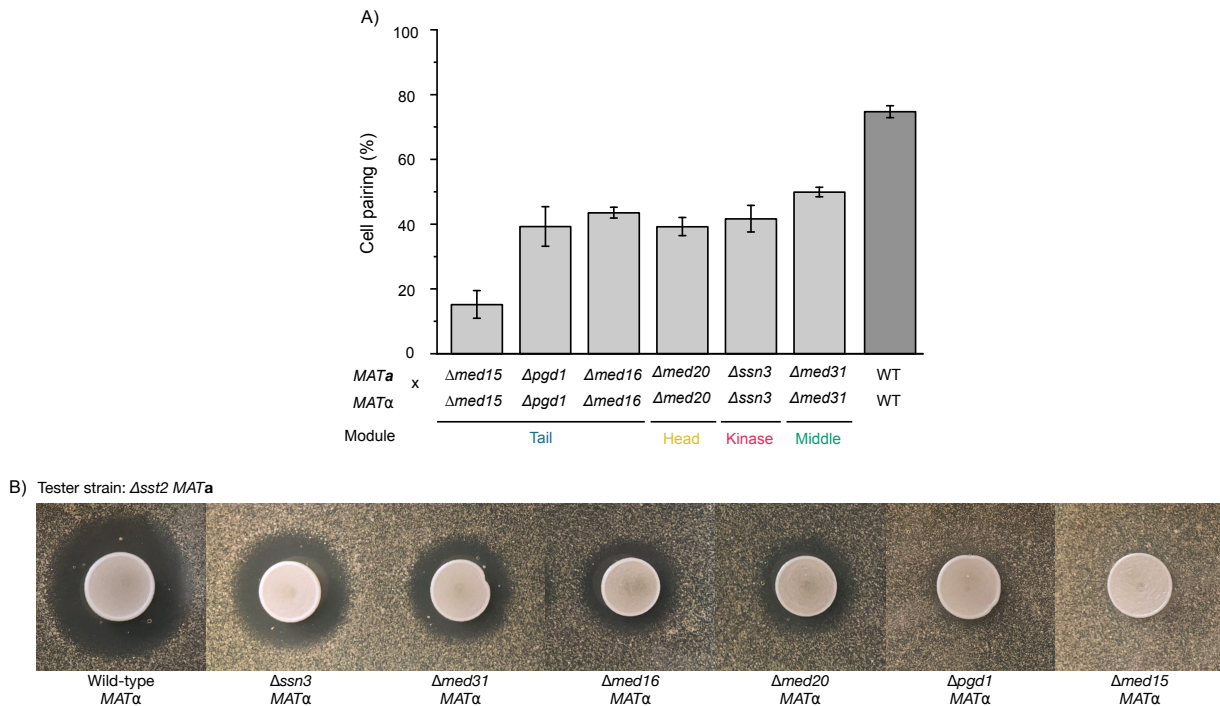 A)
100
80
60
40
20
0
Cell pairing (%)
MATa x Δmed15 Δpgd1 Δmed16 Δmed20 Δssn3 Δmed31 WT
MATα Δmed15 Δpgd1 Δmed16 Δmed20 Δssn3 Δmed31 WT
Module Tail Head Kinase Middle
B) Tester strain: Δsst2 MATa
Wild-type Δssn3 Δmed31 Δmed16 Δmed20 Δpgd1 Δmed15
MATα MATα MATα MATα MATα MATα MATα